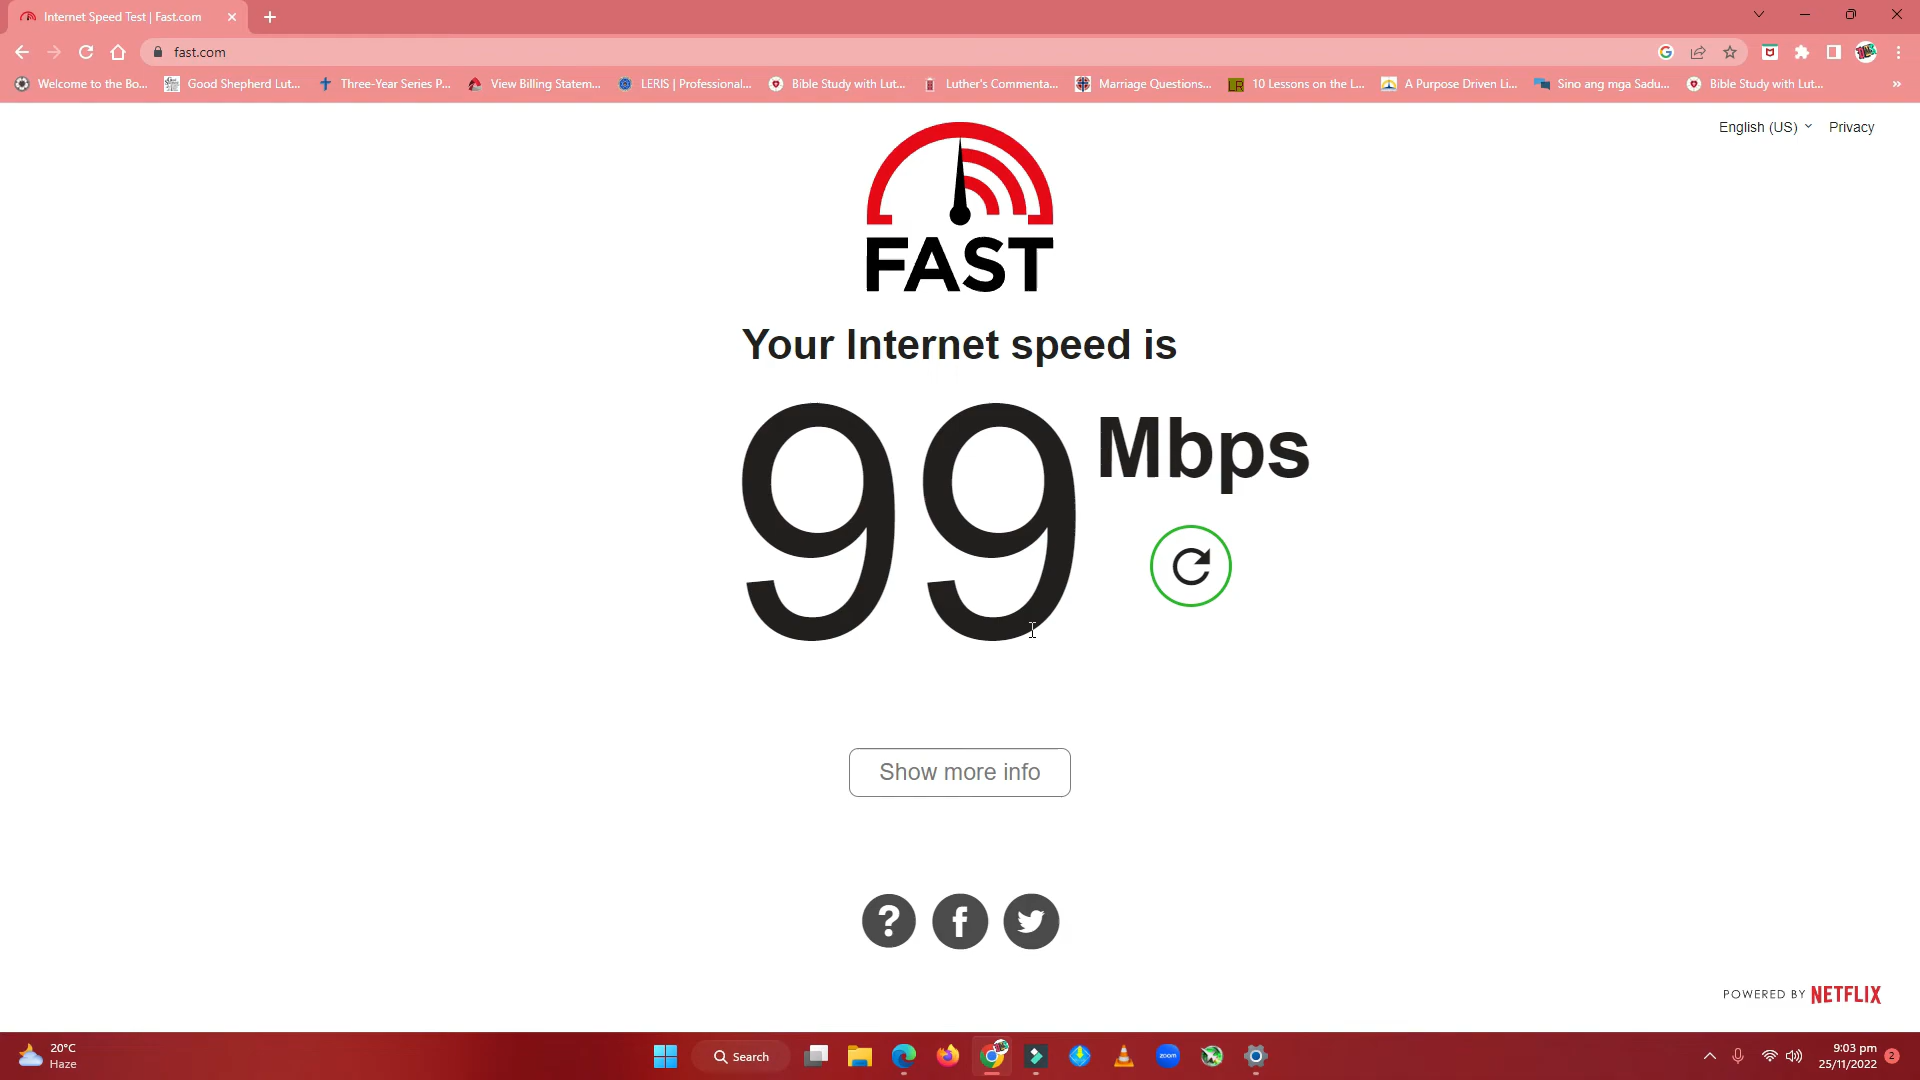 Internet Speed Test | Fast.com
fast.com
Welcome to the Bo... Good Shepherd Lut... Three-Year Series P... View Billing Statem... LERIS | Professional... Bible Study with Lut... Luther's Commenta... Marriage Questions... 10 Lessons on the L... A Purpose Driven Li... Sino ang mga Sadu... Bible Study with Lut... »
English (US) Privacy
FAST
Your Internet speed is
99 Mbps
Show more info
POWERED BY NETFLIX
20°C
Haze
Search
zoom
9:03 pm
25/11/2022
2